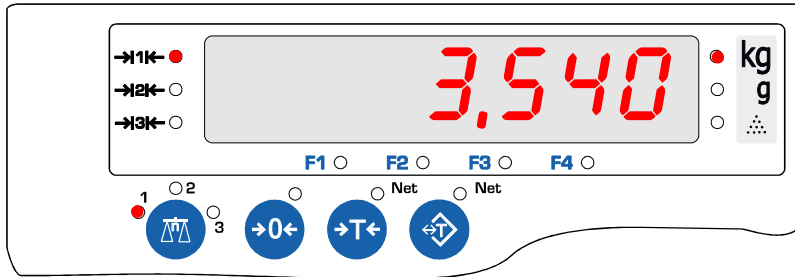 →|1|←
3,540
kg
→|2|←
g
→|3|←
F1 F2 F3 F4
1 2 3
n
→0←
→T← Net
⇔T Net